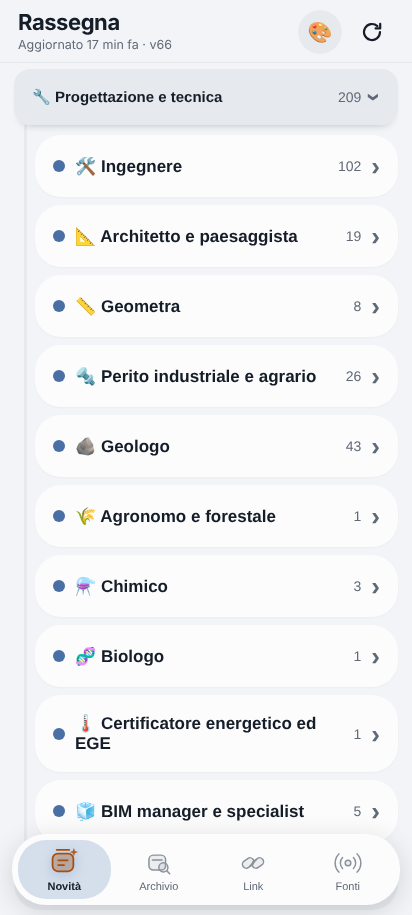 Rassegna
Aggiornato 17 min fa · v66
Progettazione e tecnica 209
Ingegnere 102
Architetto e paesaggista 19
Geometra 8
Perito industriale e agrario 26
Geologo 43
Agronomo e forestale 1
Chimico 3
Biologo 1
Certificatore energetico ed
EGE 1
BIM manager e specialist 5
Novità Archivio Link Fonti